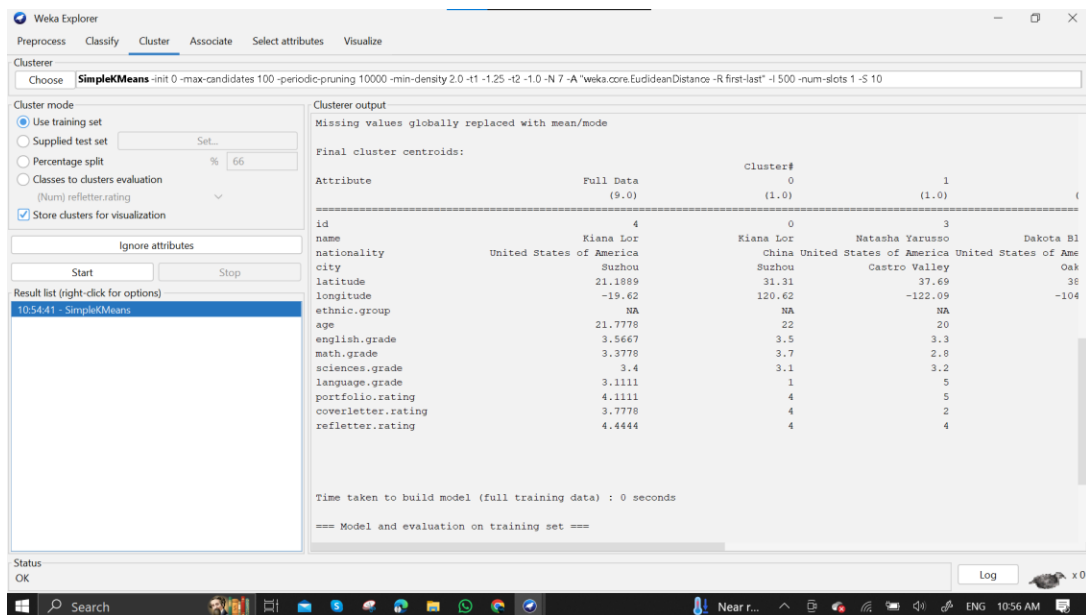 Weka Explorer
Preprocess Classify Cluster Associate Select attributes Visualize
Clusterer
Choose SimpleKMeans -init 0 -max-candidates 100 -periodic-pruning 10000 -min-density 2.0 -t1 -1.25 -t2 -1.0 -N 7 -A "weka.core.EuclideanDistance -R first-last" -I 500 -num-slots 1 -S 10
Cluster mode
Use training set
Supplied test set Set...
Percentage split % 66
Classes to clusters evaluation
(Num) refletter.rating
Store clusters for visualization
Ignore attributes
Start Stop
Result list (right-click for options)
10:54:41 - SimpleKMeans
Clusterer output
Missing values globally replaced with mean/mode
Final cluster centroids:
Cluster#
Attribute Full Data 0 1
(9.0) (1.0) (1.0) (
=====================================================================================
id 4 0 3
name Kiana Lor Kiana Lor Natasha Yarusso Dakota Bl
nationality United States of America China United States of America United States of Ame
city Suzhou Suzhou Castro Valley Oak
latitude 21.1889 31.31 37.69 38
longitude -19.62 120.62 -122.09 -104
ethnic.group NA NA NA
age 21.7778 22 20
english.grade 3.5667 3.5 3.3
math.grade 3.3778 3.7 2.8
sciences.grade 3.4 3.1 3.2
language.grade 3.1111 1 5
portfolio.rating 4.1111 4 5
coverletter.rating 3.7778 4 2
refletter.rating 4.4444 4 4
Time taken to build model (full training data) : 0 seconds
=== Model and evaluation on training set ===
Status
OK
Log x 0
Search Near r... ENG 10:56 AM